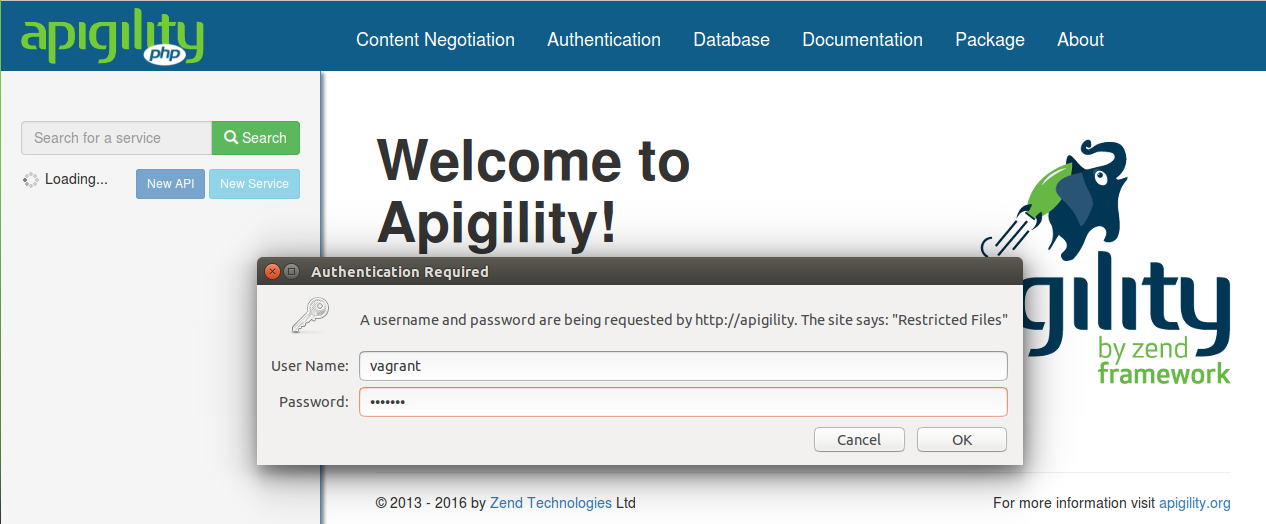 apigility
php
Content Negotiation Authentication Database Documentation Package About
Search for a service Search
Loading... New API New Service
Welcome to
Apigility!
Authentication Required
A username and password are being requested by http://apigility. The site says: "Restricted Files"
User Name: vagrant
Password: •••••••
Cancel OK
gility
by zend
framework
© 2013 - 2016 by Zend Technologies Ltd
For more information visit apigility.org